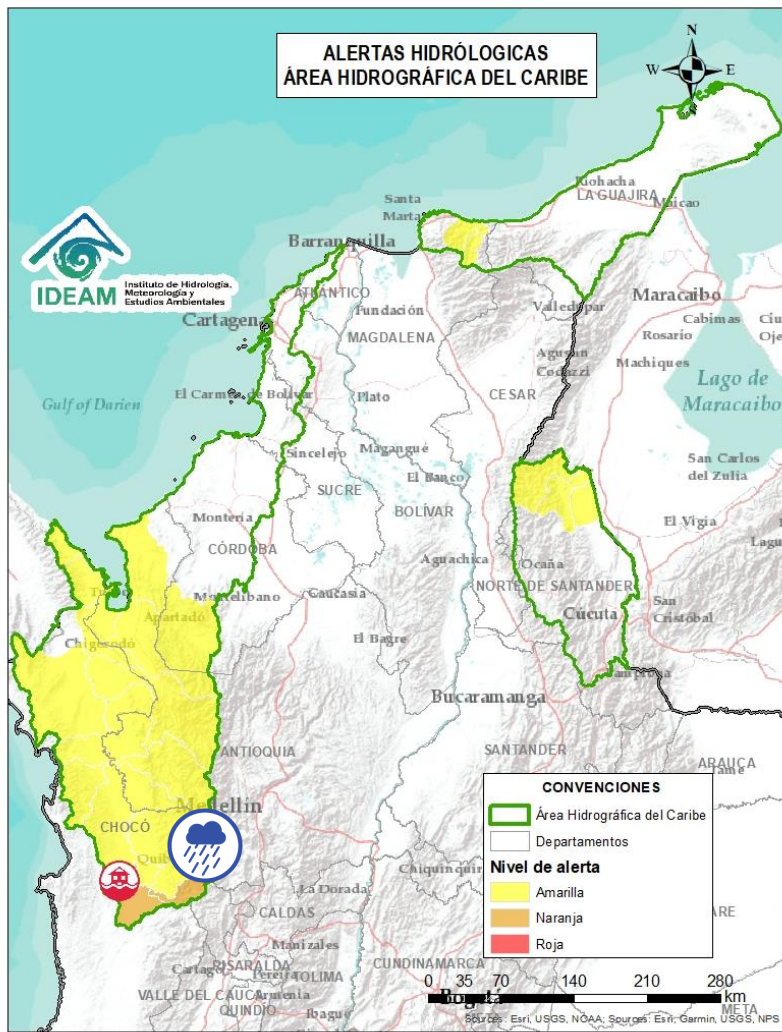 ALERTAS HIDRÓLOGICAS
ÁREA HIDROGRÁFICA DEL CARIBE
N
W
E
Riohacha
LA GUAJIRA
Maicao
Santa
Marta
Barranquilla
IDEAM
Instituto de Hidrología,
Meteorología y
Estudios Ambientales
ATLÁNTICO
Cartagena
Fundación
Valledupar
Maracaibo
Cabimas
Rosario
MAGDALENA
Agustín
Codazzi
Machiques
Lago de
Maracaibo
CESAR
Gulf of Darien
El Carmen de Bolívar
Plato
Sincelejo
Magangué
San Carlos
del Zulia
El Banco
SUCRE
BOLÍVAR
Montería
El Vigía
CÓRDOBA
Aguachica
Ocaña
NORTE DE SANTANDER
Montelíbano
Caucasia
Apartadó
Cúcuta
San
Cristóbal
Chigorodó
El Bagre
Pamplona
Bucaramanga
ANTIOQUIA
SANTANDER
ARAUCA
Tame
Medellín
CHOCÓ
CONVENCIONES
Área Hidrográfica del Caribe
Departamentos
Nivel de alerta
Amarilla
Naranja
Roja
La Dorada
CALDAS
Manizales
RISARALDA
Pereira
TOLIMA
CUNDINAMARCA
VALLE DEL CAUCA
Armenia
QUINDÍO
Ibagué
META
0 35 70 140 210 280
km
Sources: Esri, USGS, NOAA; Sources: Esri, Garmin, USGS, NPS